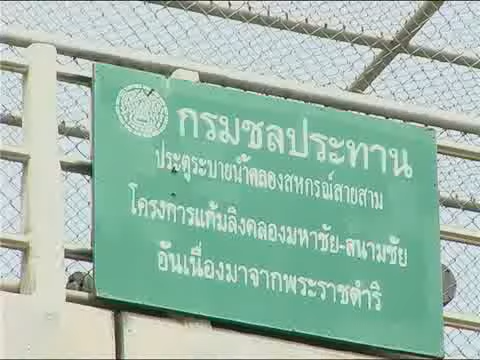 กรมชลประทาน
ประตูระบายน้ำคลองสหกรณ์สายสาม
โครงการแก้มลิงคลองมหาชัย-สนามชัย
อันเนื่องมาจากพระราชดำริ